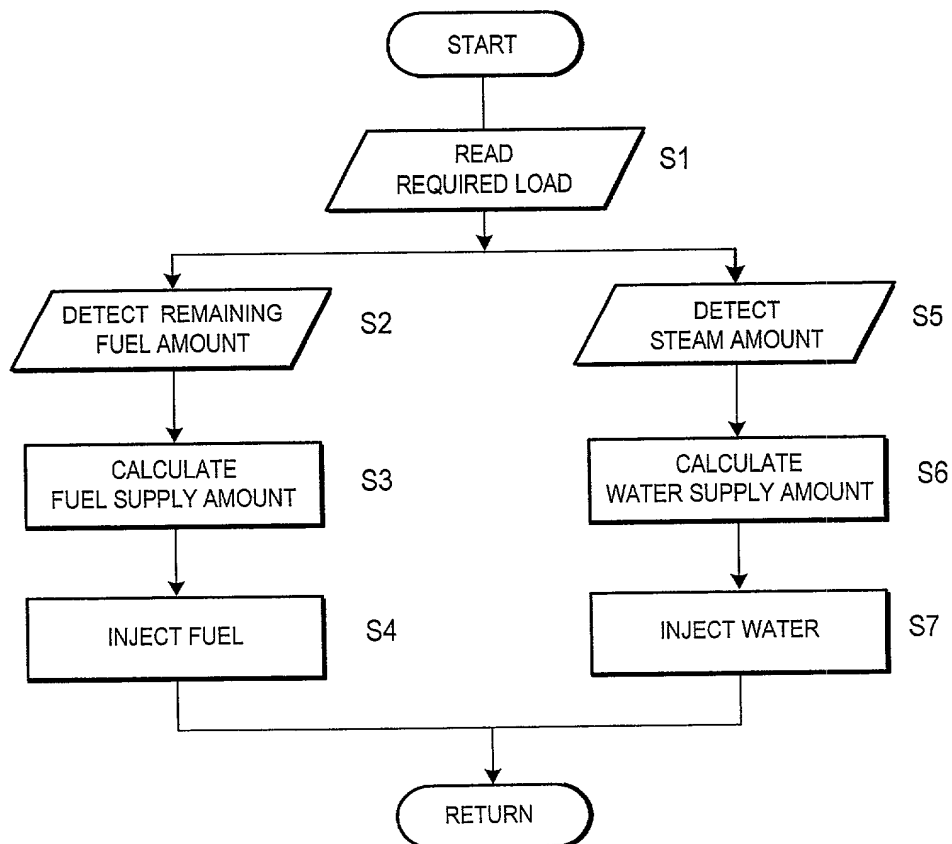 START
READ
REQUIRED LOAD
S1
DETECT REMAINING
FUEL AMOUNT
S2
DETECT
STEAM AMOUNT
S5
CALCULATE
FUEL SUPPLY AMOUNT
S3
CALCULATE
WATER SUPPLY AMOUNT
S6
INJECT FUEL
S4
INJECT WATER
S7
RETURN